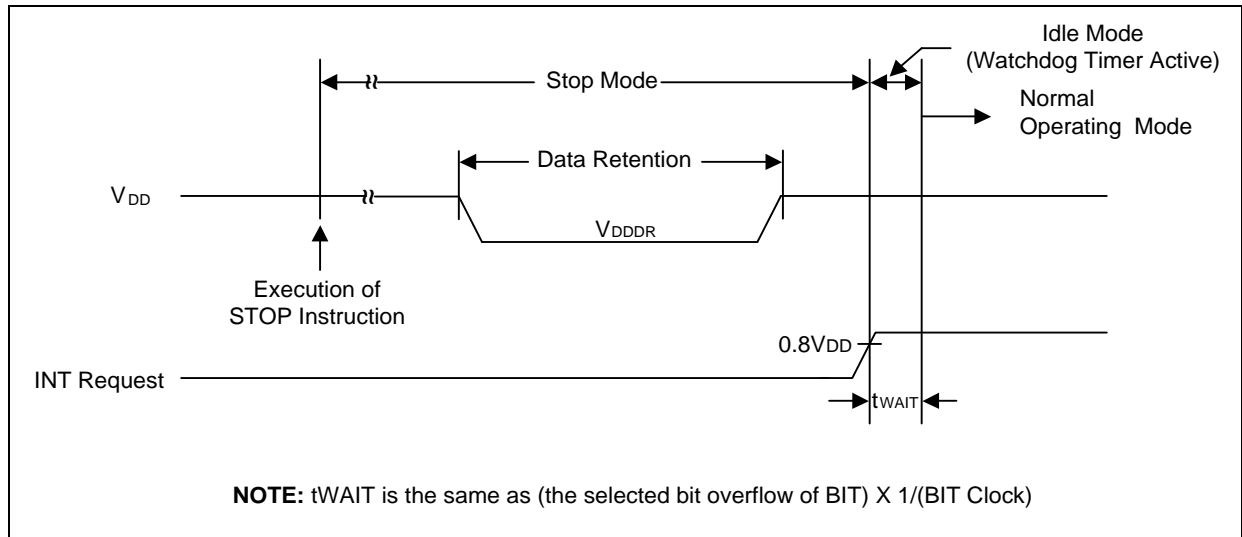 Idle Mode
(Watchdog Timer Active)
Stop Mode
Normal
Operating Mode
Data Retention
VDD
VDDDR
Execution of
STOP Instruction
0.8VDD
INT Request
tWAIT
NOTE: tWAIT is the same as (the selected bit overflow of BIT) X 1/(BIT Clock)